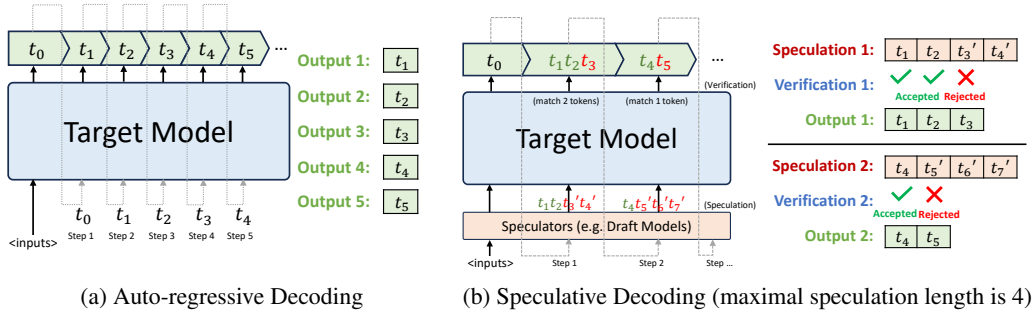 t₀ t₁ t₂ t₃ t₄ t₅ ...
Target Model
t₀ t₁ t₂ t₃ t₄
<inputs> Step 1 Step 2 Step 3 Step 4 Step 5
Output 1: t₁
Output 2: t₂
Output 3: t₃
Output 4: t₄
Output 5: t₅
(a) Auto-regressive Decoding
t₀ t₁t₂t₃ t₄t₅ ...
(Verification)
(match 2 tokens) (match 1 token)
Target Model
t₁t₂t₃′t₄′ t₄t₅′t₆′t₇′
(Speculation)
Speculators (e.g. Draft Models)
<inputs> Step 1 Step 2 Step ...
Speculation 1: t₁ t₂ t₃′ t₄′
Verification 1: ✓ ✓ ✗
Accepted Rejected
Output 1: t₁ t₂ t₃
Speculation 2: t₄ t₅′ t₆′ t₇′
Verification 2: ✓ ✗
Accepted Rejected
Output 2: t₄ t₅
(b) Speculative Decoding (maximal speculation length is 4)